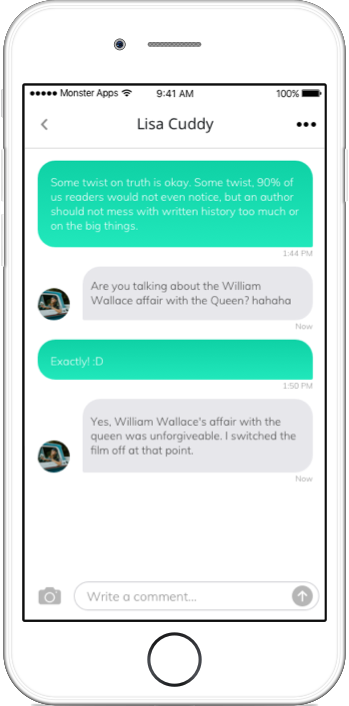 Monster Apps 9:41 AM 100%
Lisa Cuddy
Some twist on truth is okay. Some twist, 90% of
us readers would not even notice, but an author
should not mess with written history too much or
on the big things.
1:44 PM
Are you talking about the William
Wallace affair with the Queen? hahaha
Now
Exactly! :D
1:50 PM
Yes, William Wallace's affair with the
queen was unforgiveable. I switched the
film off at that point.
Now
Write a comment...